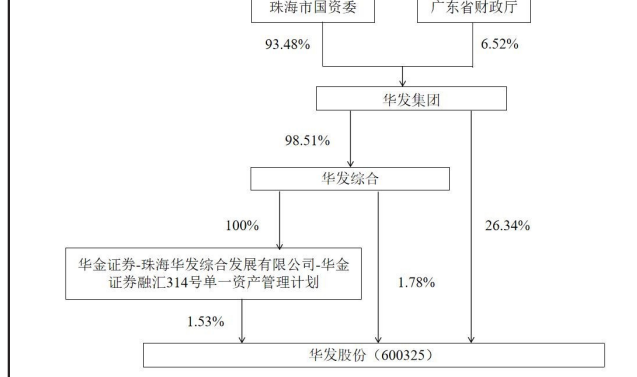 珠海市国资委
广东省财政厅
93.48%
6.52%
华发集团
98.51%
华发综合
100%
26.34%
华金证券-珠海华发综合发展有限公司-华金
证券融汇314号单一资产管理计划
1.78%
1.53%
华发股份（600325）